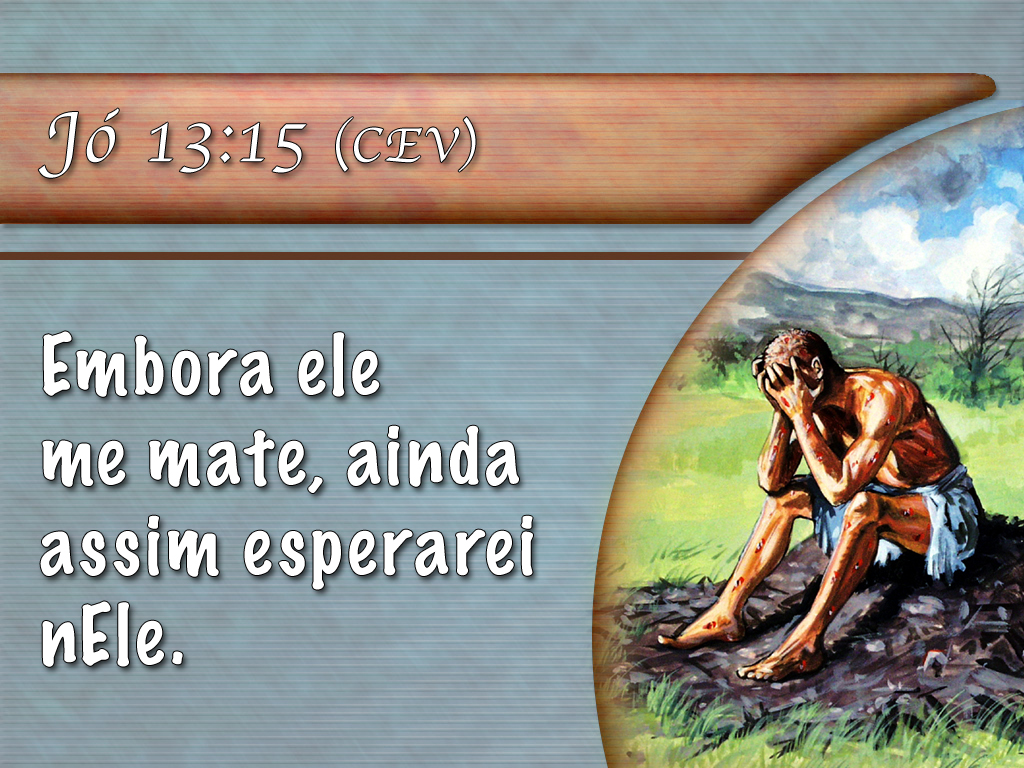 Jó 13:15 (CEV)
Embora ele
me mate, ainda
assim esperarei
nEle.